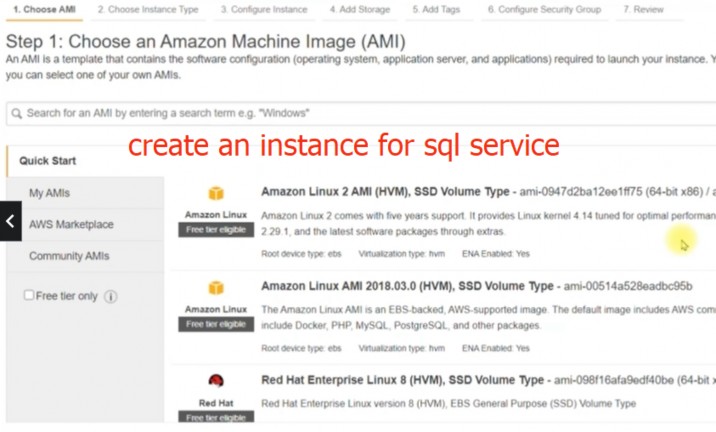 1. Choose AMI 2. Choose Instance Type 3. Configure Instance 4. Add Storage 5. Add Tags 6. Configure Security Group 7. Review
Step 1: Choose an Amazon Machine Image (AMI)
An AMI is a template that contains the software configuration (operating system, application server, and applications) required to launch your instance.
you can select one of your own AMIs.
Search for an AMI by entering a search term e.g. "Windows"
create an instance for sql service
Quick Start
My AMIs
AWS Marketplace
Community AMIs
Free tier only
Amazon Linux
Free tier eligible
Amazon Linux 2 AMI (HVM), SSD Volume Type - ami-0947d2ba12ee1ff75 (64-bit x86) /
Amazon Linux 2 comes with five years support. It provides Linux kernel 4.14 tuned for optimal
2.29.1, and the latest software packages through extras.
Root device type: ebs Virtualization type: hvm ENA Enabled: Yes
Amazon Linux
Free tier eligible
Amazon Linux AMI 2018.03.0 (HVM), SSD Volume Type - ami-00514a528eadbc95b
The Amazon Linux AMI is an EBS-backed, AWS-supported image. The default image includes AWS
include Docker, PHP, MySQL, PostgreSQL, and other packages.
Root device type: ebs Virtualization type: hvm ENA Enabled: Yes
Red Hat
Free tier eligible
Red Hat Enterprise Linux 8 (HVM), SSD Volume Type - ami-098f16afa9edf40be (64-bit
Red Hat Enterprise Linux version 8 (HVM), EBS General Purpose (SSD) Volume Type